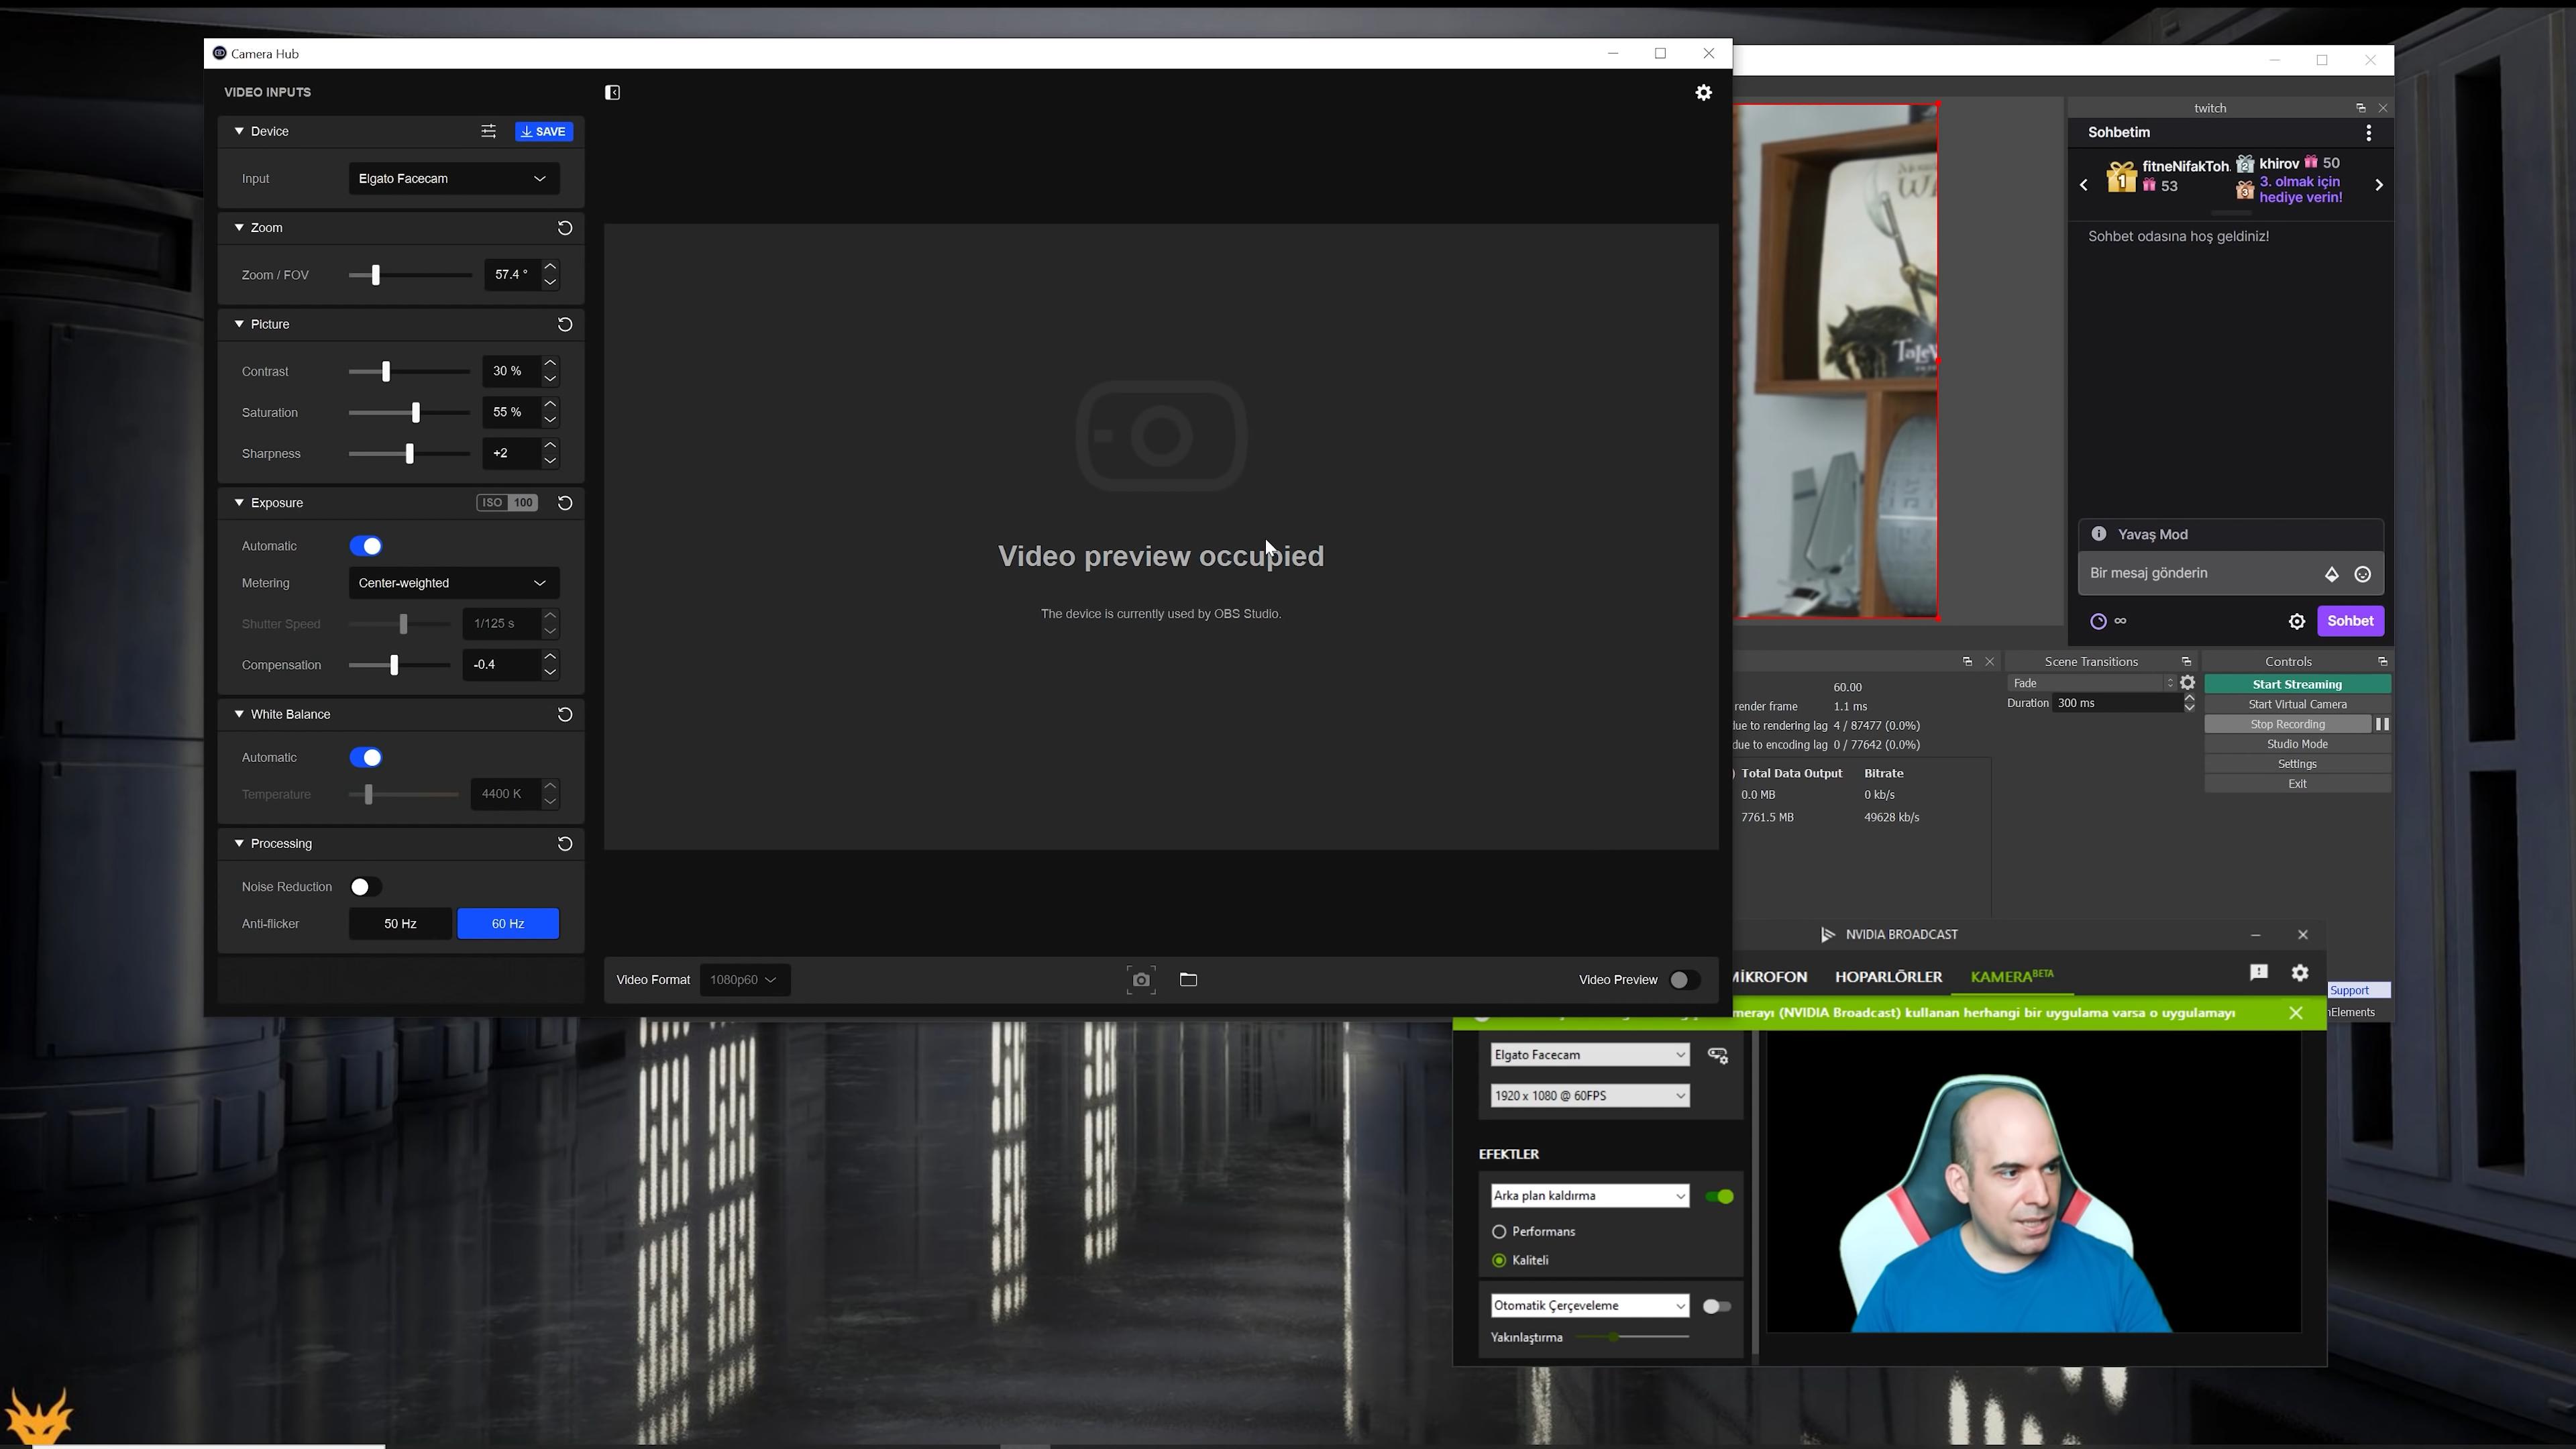 Camera Hub
VIDEO INPUTS
Device
SAVE
Input
Elgato Facecam
Zoom
Zoom / FOV
57.4 °
Picture
Contrast
30 %
Saturation
55 %
Sharpness
+2
Exposure
ISO 100
Automatic
Metering
Center-weighted
Shutter Speed
1/125 s
Compensation
-0.4
White Balance
Automatic
Temperature
4400 K
Processing
Noise Reduction
Anti-flicker
50 Hz
60 Hz
Video preview occupied
The device is currently used by OBS Studio.
Video Format
1080p60
Video Preview
twitch
Sohbetim
1
fitneNifakToh
53
2
khirov
50
3
3. olmak için
hediye verin!
Sohbet odasına hoş geldiniz!
Yavaş Mod
Bir mesaj gönderin
∞
Sohbet
60.00
render frame
1.1 ms
due to rendering lag
4 / 87477 (0.0%)
due to encoding lag
0 / 77642 (0.0%)
) Total Data Output
Bitrate
0.0 MB
0 kb/s
7761.5 MB
49628 kb/s
Scene Transitions
Fade
Duration
300 ms
Controls
Start Streaming
Start Virtual Camera
Stop Recording
Studio Mode
Settings
Exit
Support
Elements
NVIDIA BROADCAST
MİKROFON
HOPARLÖRLER
KAMERA BETA
merayı (NVIDIA Broadcast) kullanan herhangi bir uygulama varsa o uygulamayı
Elgato Facecam
1920 x 1080 @ 60FPS
EFEKTLER
Arka plan kaldırma
Performans
Kaliteli
Otomatik Çerçeveleme
Yakınlaştırma